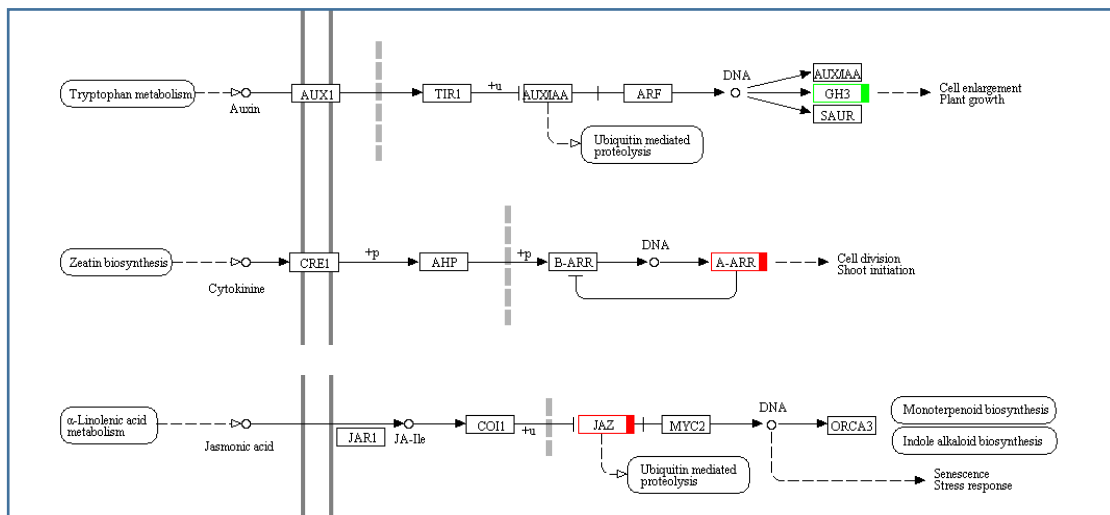 Tryptophan metabolism
Auxin
AUX1
TIR1
+u
AUX/IAA
ARF
DNA
AUX/IAA
GH3
SAUR
Cell enlargement
Plant growth
Ubiquitin mediated
proteolysis
Zeatin biosynthesis
Cytokinine
CRE1
+p
AHP
+p
B-ARR
DNA
A-ARR
Cell division
Shoot initiation
α-Linolenic acid
metabolism
Jasmonic acid
JAR1
JA-Ile
COI1
+u
JAZ
MYC2
DNA
ORCA3
Monoterpenoid biosynthesis
Indole alkaloid biosynthesis
Ubiquitin mediated
proteolysis
Senescence
Stress response